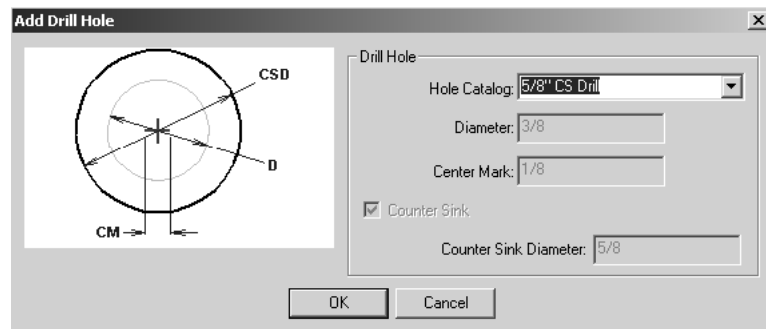 Add Drill Hole
CSD
D
CM
Drill Hole
Hole Catalog: 5/8" CS Drill
Diameter: 3/8
Center Mark: 1/8
Counter Sink
Counter Sink Diameter: 5/8
OK Cancel